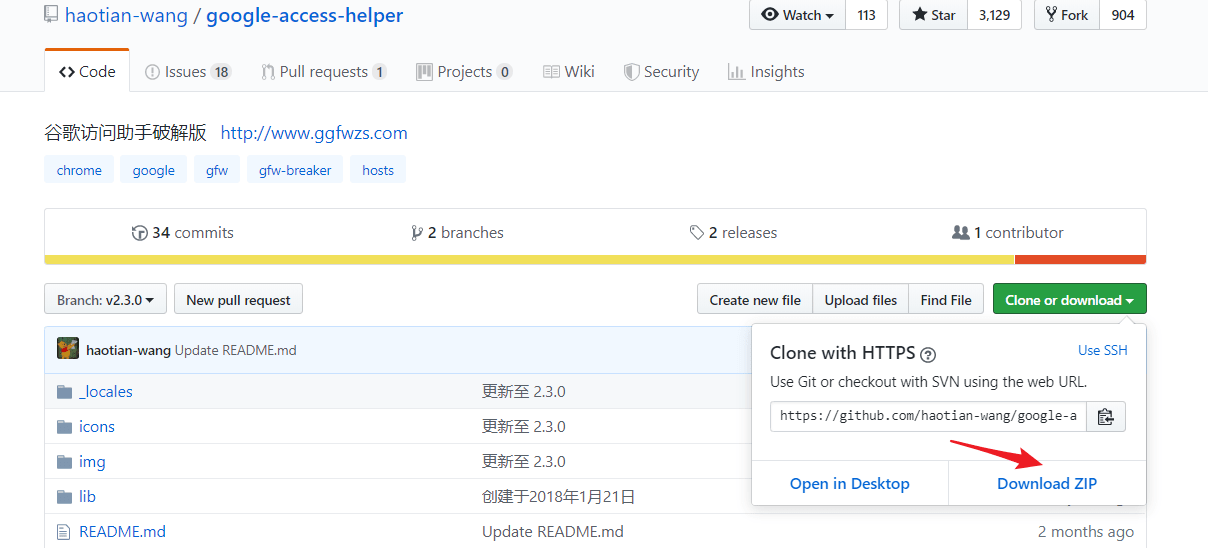 haotian-wang / google-access-helper
Watch 113 Star 3,129 Fork 904
Code Issues 18 Pull requests 1 Projects 0 Wiki Security Insights
谷歌访问助手破解版 http://www.ggfwzs.com
chrome google gfw gfw-breaker hosts
34 commits 2 branches 2 releases 1 contributor
Branch: v2.3.0 New pull request Create new file Upload files Find File Clone or download
haotian-wang Update README.md
Clone with HTTPS ? Use SSH
Use Git or checkout with SVN using the web URL.
https://github.com/haotian-wang/google-a
Open in Desktop Download ZIP
_locales 更新至 2.3.0
icons 更新至 2.3.0
img 更新至 2.3.0
lib 创建于2018年1月21日
README.md Update README.md 2 months ago